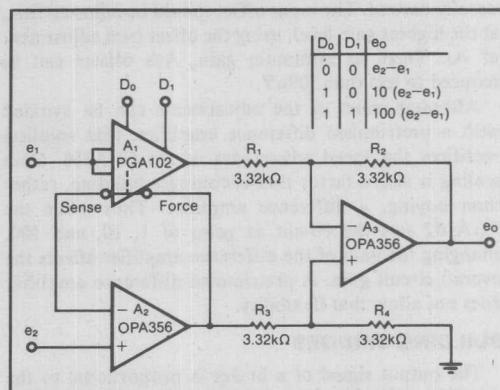 D₀ D₁ e₀
0 0
1 0 10 (e₂–e₁)
1 1 100 (e₂–e₁)
D₀ D₁
e₁
A₁
PGA102
Sense
Force
R₁
3.32kΩ
R₂
3.32kΩ
–
A₃
OPA356
+
e₀
e₂
–
A₂
OPA356
+
R₃
3.32kΩ
R₄
3.32kΩ